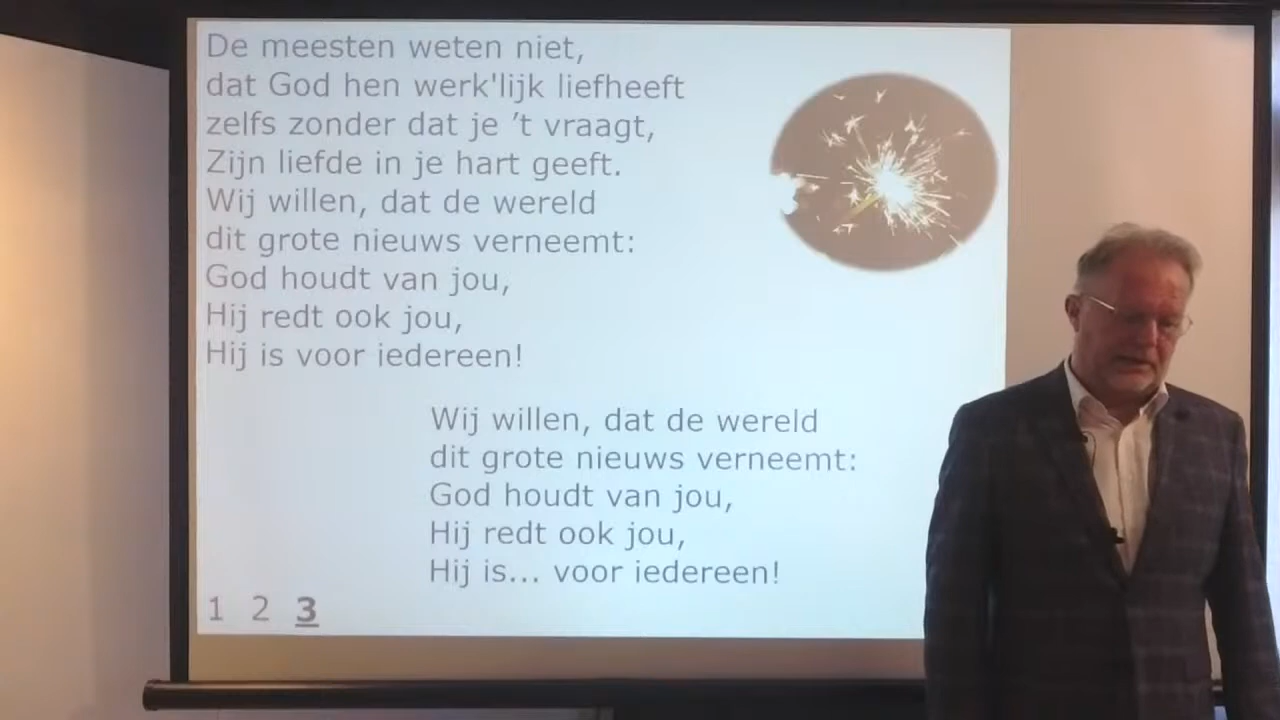 De meesten weten niet,
dat God hen werk'lijk liefheeft
zelfs zonder dat je ’t vraagt,
Zijn liefde in je hart geeft.
Wij willen, dat de wereld
dit grote nieuws verneemt:
God houdt van jou,
Hij redt ook jou,
Hij is voor iedereen!
Wij willen, dat de wereld
dit grote nieuws verneemt:
God houdt van jou,
Hij redt ook jou,
Hij is... voor iedereen!
1 2 3